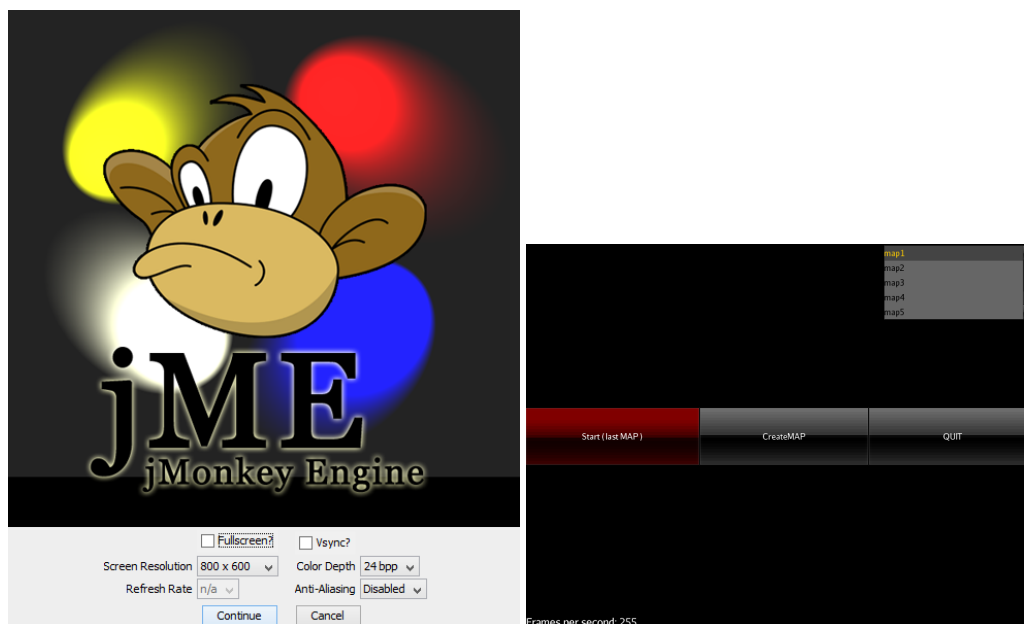 jME
jMonkey Engine
Fullscreen? Vsync?
Screen Resolution 800 x 600 Color Depth 24 bpp
Refresh Rate n/a Anti-Aliasing Disabled
Continue Cancel
map1
map2
map3
map4
map5
Start ( last MAP ) CreateMAP QUIT
Frames per second: 255